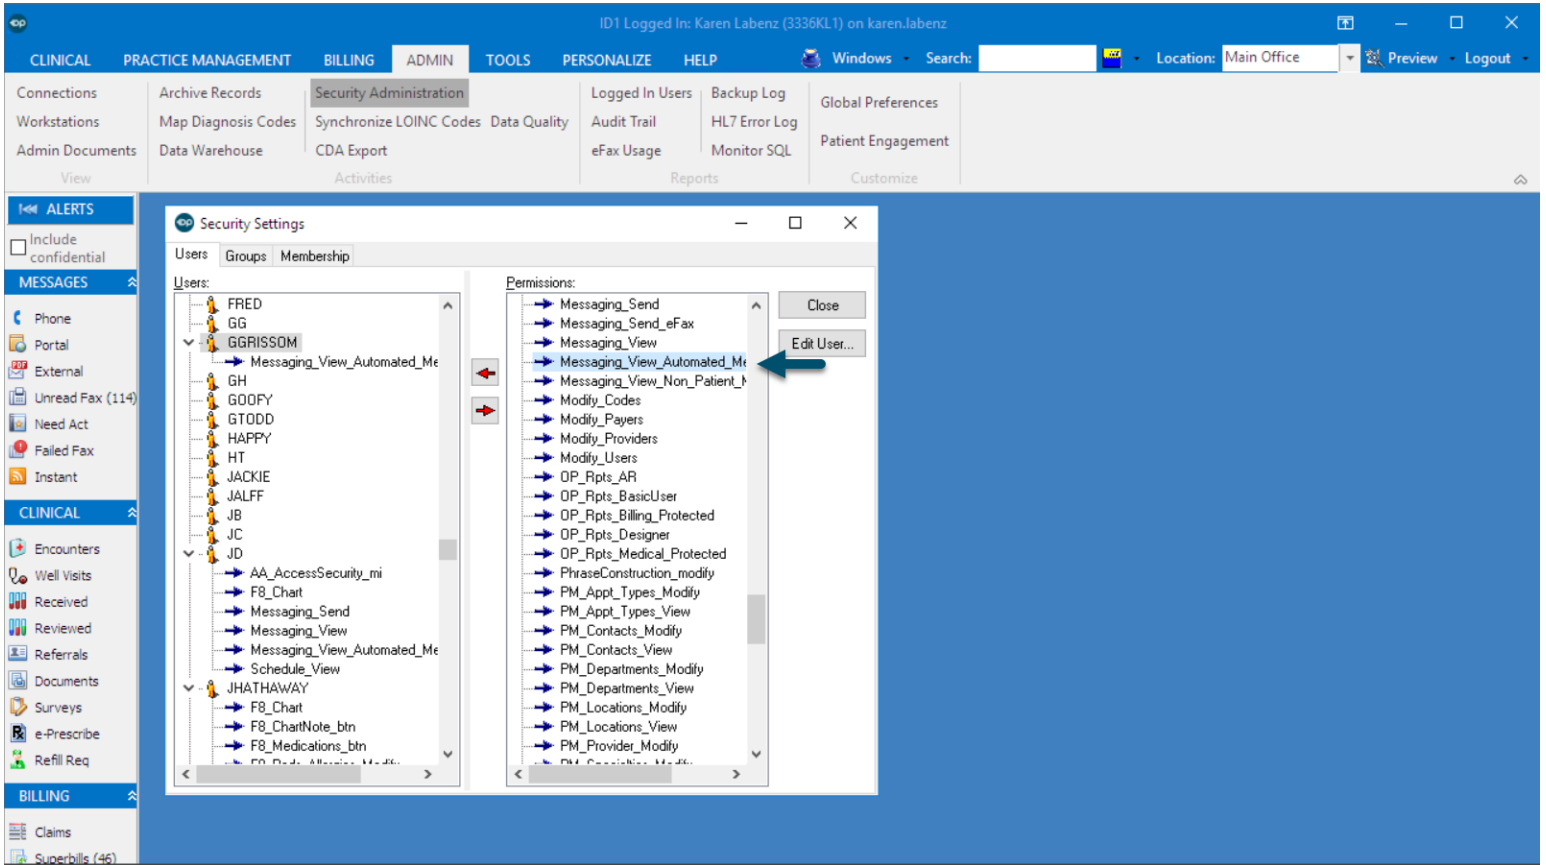 op
ID1 Logged In: Karen Labenz (3336KL1) on karen.labenz
CLINICAL PRACTICE MANAGEMENT BILLING ADMIN TOOLS PERSONALIZE HELP Windows Search: Location: Main Office Preview Logout
Connections Archive Records Security Administration Logged In Users Backup Log Global Preferences
Workstations Map Diagnosis Codes Synchronize LOINC Codes Data Quality Audit Trail HL7 Error Log Patient Engagement
Admin Documents Data Warehouse CDA Export eFax Usage Monitor SQL
View Activities Reports Customize
ALERTS
Include
confidential
MESSAGES
Phone
Portal
External
Unread Fax (114)
Need Act
Failed Fax
Instant
CLINICAL
Encounters
Well Visits
Received
Reviewed
Referrals
Documents
Surveys
e-Prescribe
Refill Req
BILLING
Claims
Superbills (46)
op Security Settings
Users Groups Membership
Users:
FRED
GG
GGRISSOM
Messaging_View_Automated_Me
GH
GOOFY
GTODD
HAPPY
HT
JACKIE
JALFF
JB
JC
JD
AA_AccessSecurity_mi
F8_Chart
Messaging_Send
Messaging_View
Messaging_View_Automated_Me
Schedule_View
JHATHAWAY
F8_Chart
F8_ChartNote_btn
F8_Medications_btn
Permissions:
Messaging_Send
Messaging_Send_eFax
Messaging_View
Messaging_View_Automated_Me
Messaging_View_Non_Patient_M
Modify_Codes
Modify_Payers
Modify_Providers
Modify_Users
OP_Rpts_AR
OP_Rpts_BasicUser
OP_Rpts_Billing_Protected
OP_Rpts_Designer
OP_Rpts_Medical_Protected
PhraseConstruction_modify
PM_Appt_Types_Modify
PM_Appt_Types_View
PM_Contacts_Modify
PM_Contacts_View
PM_Departments_Modify
PM_Departments_View
PM_Locations_Modify
PM_Locations_View
PM_Provider_Modify
Close
Edit User...